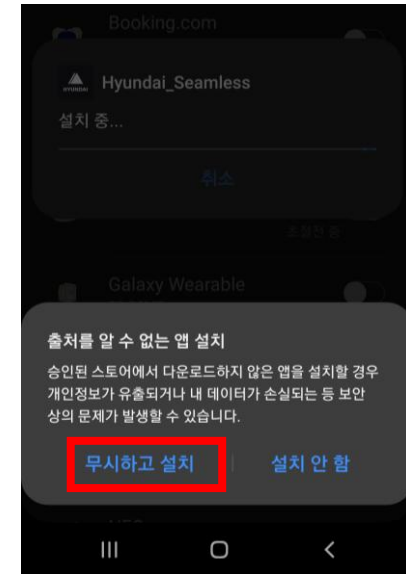 Booking.com
Hyundai_Seamless
설치 중...
취소
Galaxy Wearable
출처를 알 수 없는 앱 설치
승인된 스토어에서 다운로드하지 않은 앱을 설치할 경우
개인정보가 유출되거나 내 데이터가 손실되는 등 보안
상의 문제가 발생할 수 있습니다.
무시하고 설치 설치 안 함